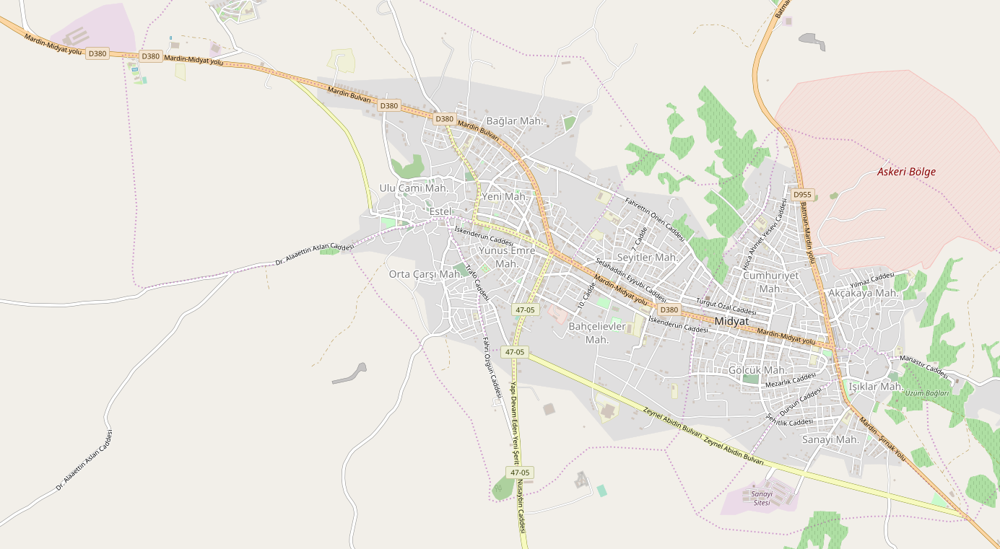 Batman-
Mardin-Midyat yolu
D380
D380
Mardin-Midyat yolu
Mardin Bulvarı
D380
D380
Mardin Bulvarı
Bağlar Mah.
Askeri Bölge
Ulu Cami Mah.
Yeni Mah.
D955
Estel
Fahrettin Önen Caddesi
Batman-Mardin yolu
Hoca Ahmet Yesevi Caddesi
İskenderun Caddesi
7. Cadde
Yunus Emre
Mah.
Seyitler Mah.
Dr. Alaaettin Aslan Caddesi
Orta Çarşı Mah.
Trafo Caddesi
Selahaddin Eyyübi Caddesi
Cumhuriyet
Mah.
Yılmaz Caddesi
Akçakaya Mah.
Mardin-Midyat yolu
10. Cadde
47-05
D380
Turgut Özal Caddesi
Midyat
İskenderun Caddesi
Bahçelievler
Mah.
Mardin-Midyat yolu
47-05
Fahri Özgün Caddesi
Manastır Caddesi
Gölcük Mah.
Mezarlık Caddesi
Işıklar Mah.
Üzüm Bağları
Dursun Caddesi
Yapı Devam Eden Yeni Şerit
Zeynel Abidin Bulvarı
Zeynel Abidin Bulvarı
Şehitlik Caddesi
Sanayi Mah.
Mardin - Şırnak Yolu
Dr. Alaaettin Aslan Caddesi
47-05
Nusaybin Caddesi
Sanayi
Sitesi